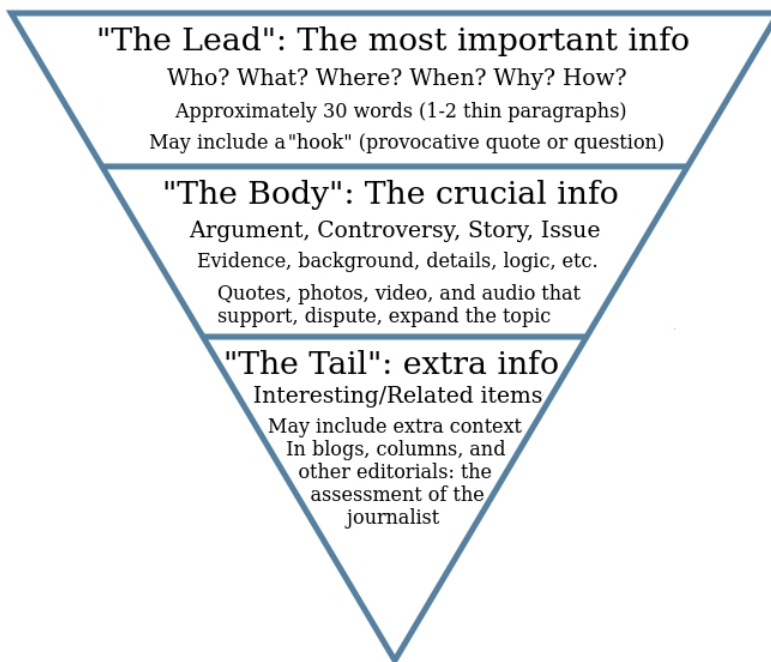 "The Lead": The most important info
Who? What? Where? When? Why? How?
Approximately 30 words (1-2 thin paragraphs)
May include a "hook" (provocative quote or question)
"The Body": The crucial info
Argument, Controversy, Story, Issue
Evidence, background, details, logic, etc.
Quotes, photos, video, and audio that
support, dispute, expand the topic
"The Tail": extra info
Interesting/Related items
May include extra context
In blogs, columns, and
other editorials: the
assessment of the
journalist